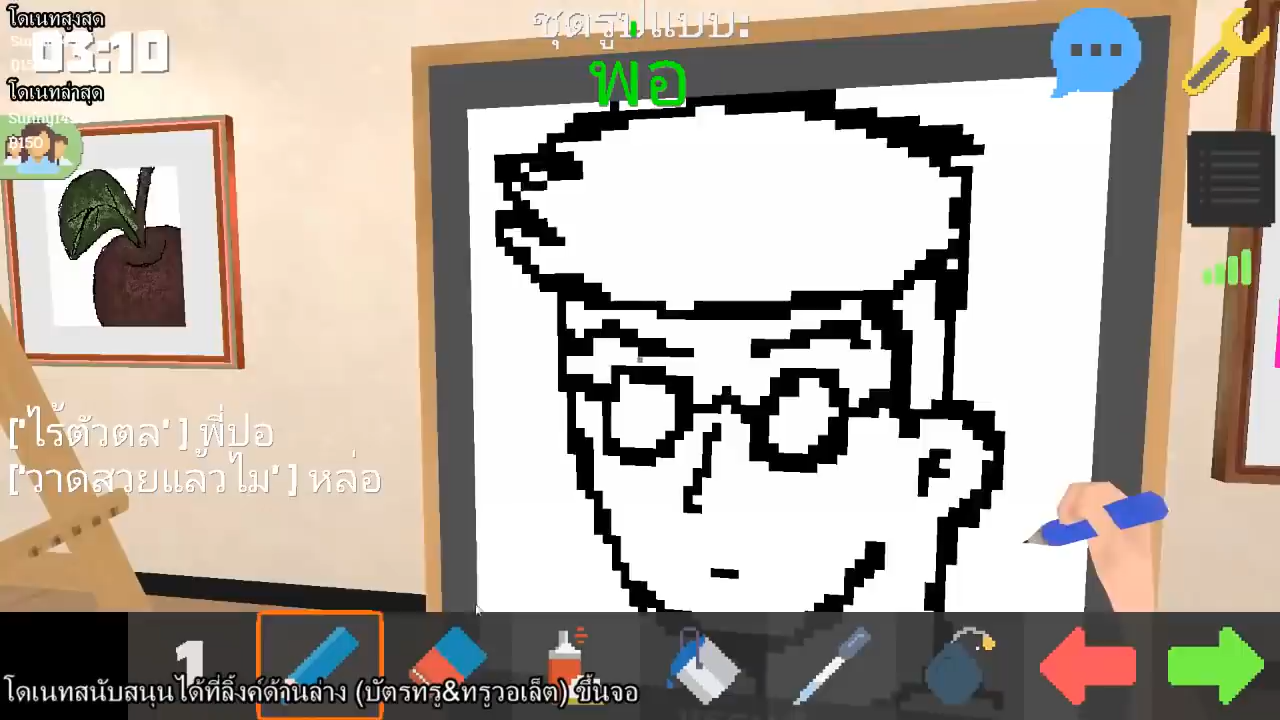 โดเนทสูงสุด
03:10
โดเนทล่าสุด
Sunny14
฿150
ชุดรูปแบบ:
พ่อ
['ไร้ตัวตล'] พี่ปอ
['วาดสวยแล้วไม'] หล่อ
1
โดเนทสนับสนุนได้ที่ลิ้งค์ด้านล่าง (บัตรทรู&ทรูวอเล็ต) ขึ้นจอ